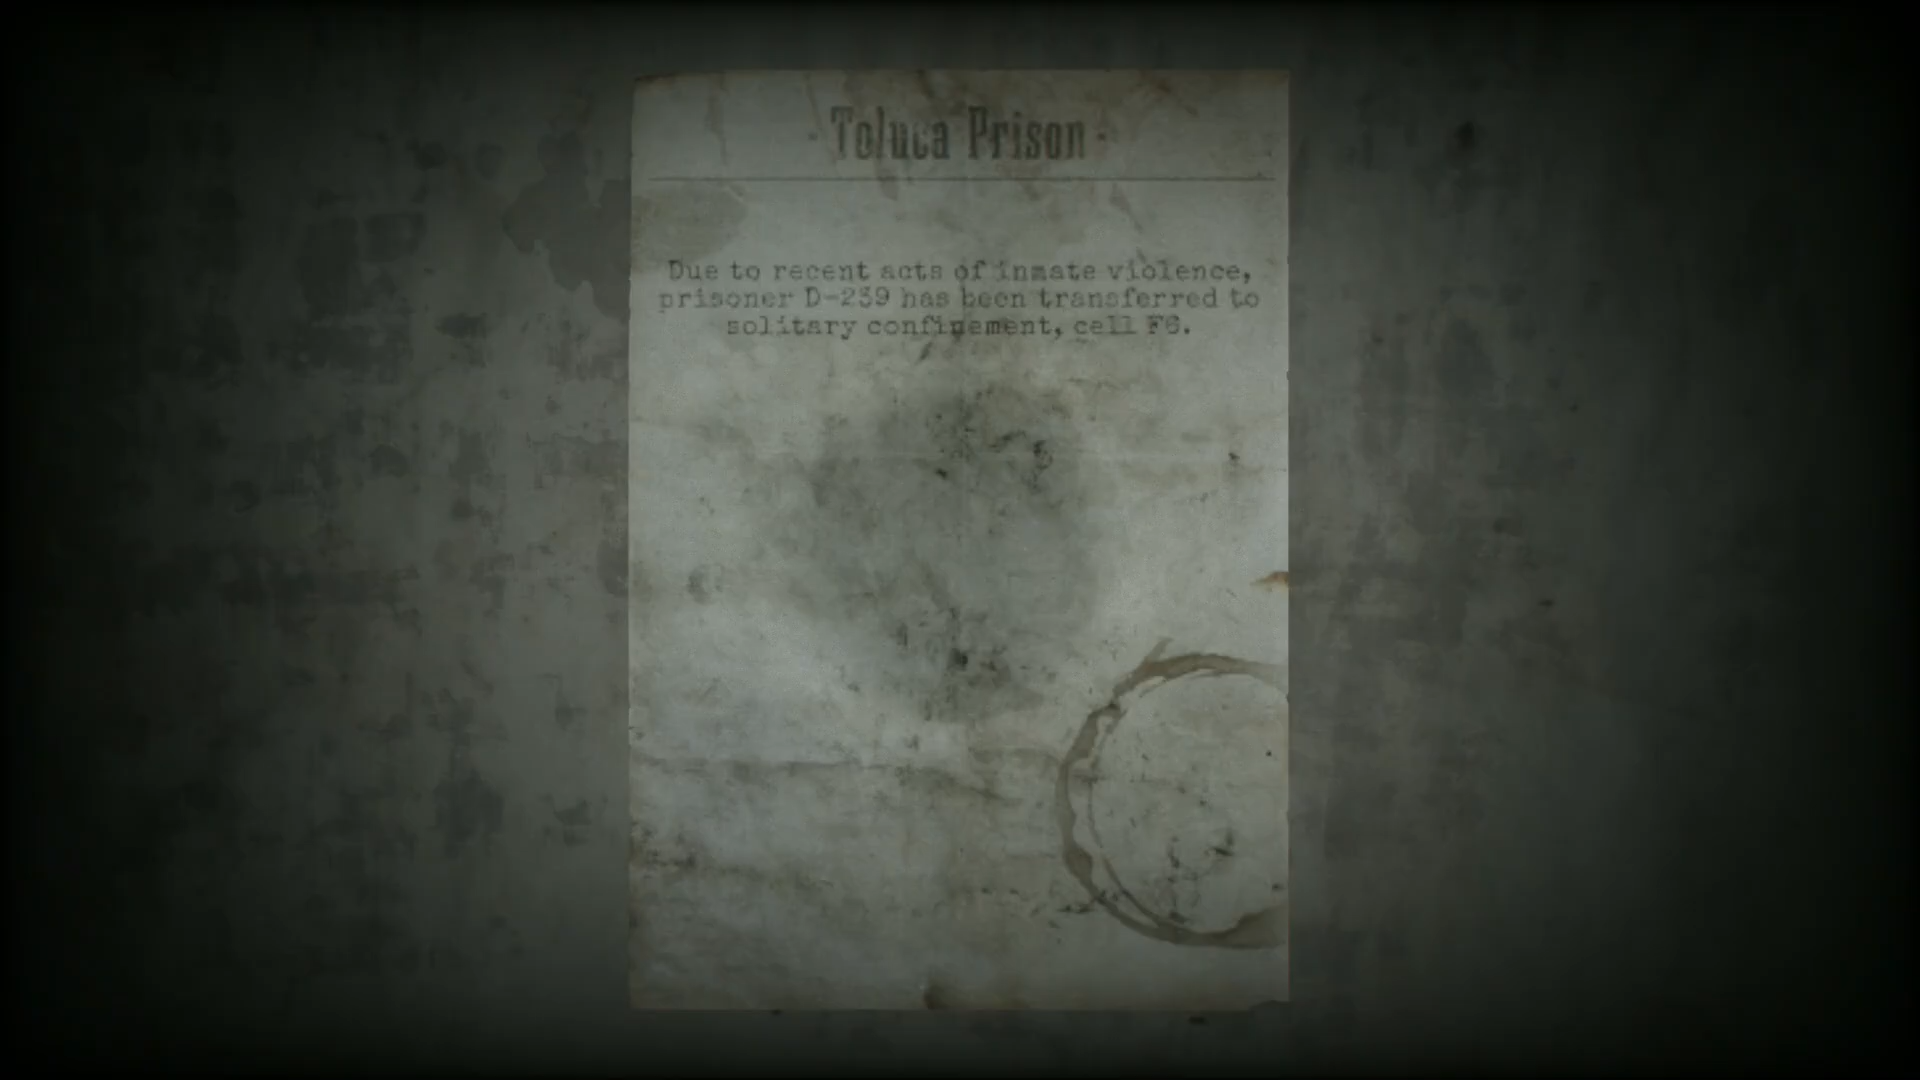 · Toluca Prison ·
Due to recent acts of inmate violence,
prisoner D-239 has been transferred to
solitary confinement, cell F6.